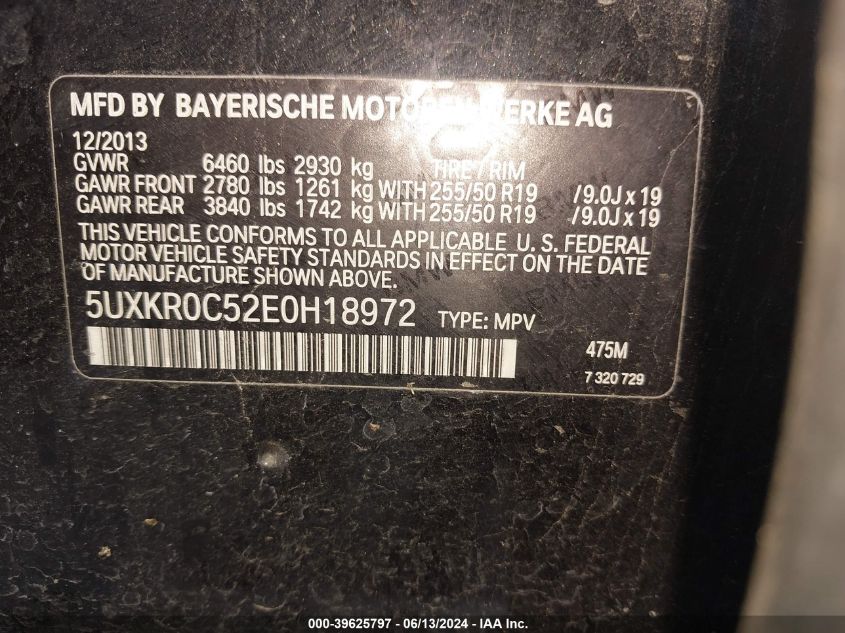 MFD BY BAYERISCHE MOTOREN WERKE AG
12/2013
GVWR 6460 lbs 2930 kg TIRE / RIM
GAWR FRONT 2780 lbs 1261 kg WITH 255/50 R19 /9.0J x 19
GAWR REAR 3840 lbs 1742 kg WITH 255/50 R19 /9.0J x 19
THIS VEHICLE CONFORMS TO ALL APPLICABLE U. S. FEDERAL
MOTOR VEHICLE SAFETY STANDARDS IN EFFECT ON THE DATE
OF MANUFACTURE SHOWN ABOVE.
5UXKR0C52E0H18972 TYPE: MPV
475M
7 320 729
000-39625797 - 06/13/2024 - IAA Inc.